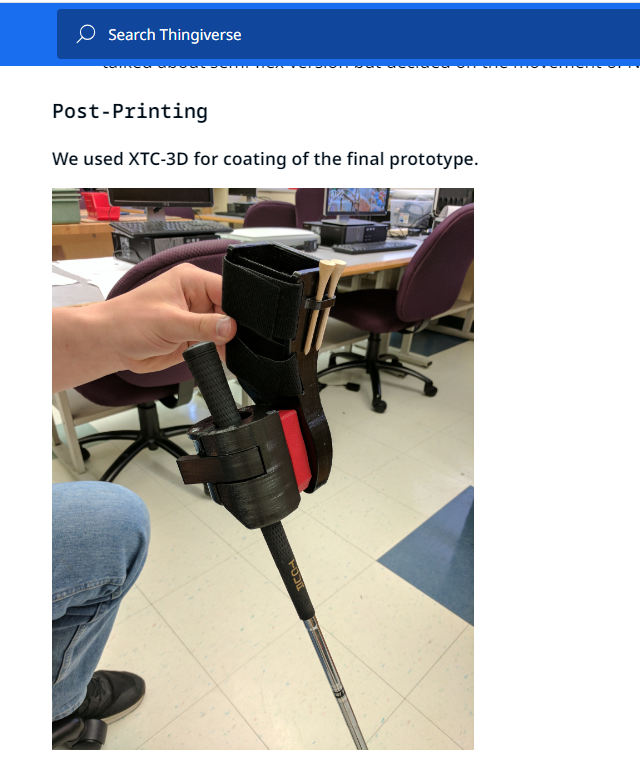 Search Thingiverse
talked about semi-flex version but decided on the movement of
Post-Printing
We used XTC-3D for coating of the final prototype.